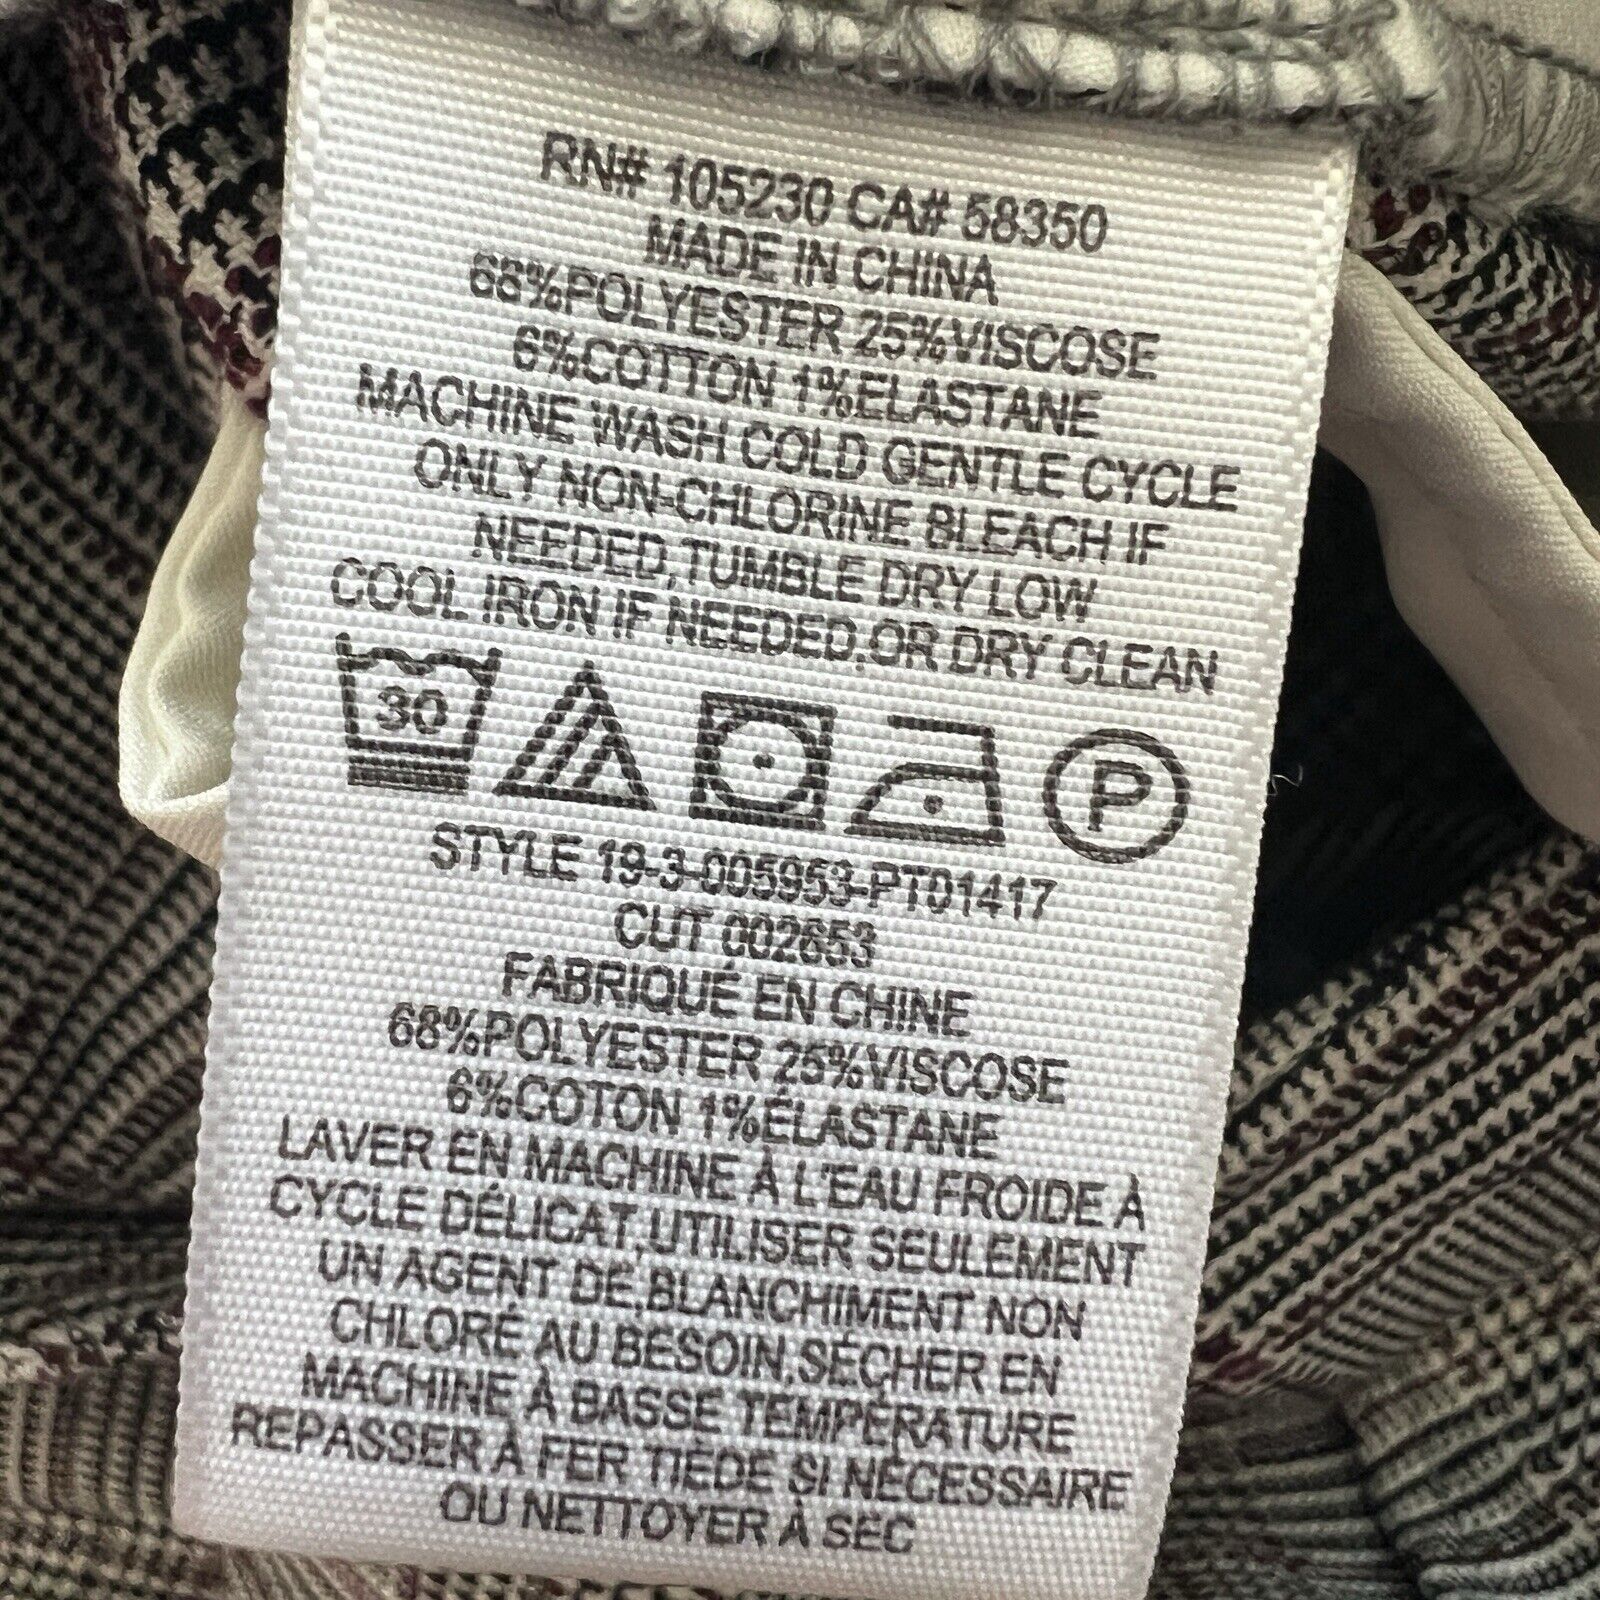 RN# 105230 CA# 58350
MADE IN CHINA
68%POLYESTER 25%VISCOSE
6%COTTON 1%ELASTANE
MACHINE WASH COLD GENTLE CYCLE
ONLY NON-CHLORINE BLEACH IF
NEEDED,TUMBLE DRY LOW
COOL IRON IF NEEDED,OR DRY CLEAN
30
P
STYLE 19-3-005953-PT01417
CUT 002653
FABRIQUÉ EN CHINE
68%POLYESTER 25%VISCOSE
6%COTON 1%ÉLASTANE
LAVER EN MACHINE À L'EAU FROIDE À
CYCLE DÉLICAT,UTILISER SEULEMENT
UN AGENT DE BLANCHIMENT NON
CHLORÉ AU BESOIN,SÉCHER EN
MACHINE À BASSE TEMPÉRATURE
REPASSER À FER TIÈDE SI NÉCESSAIRE
OU NETTOYER À SEC